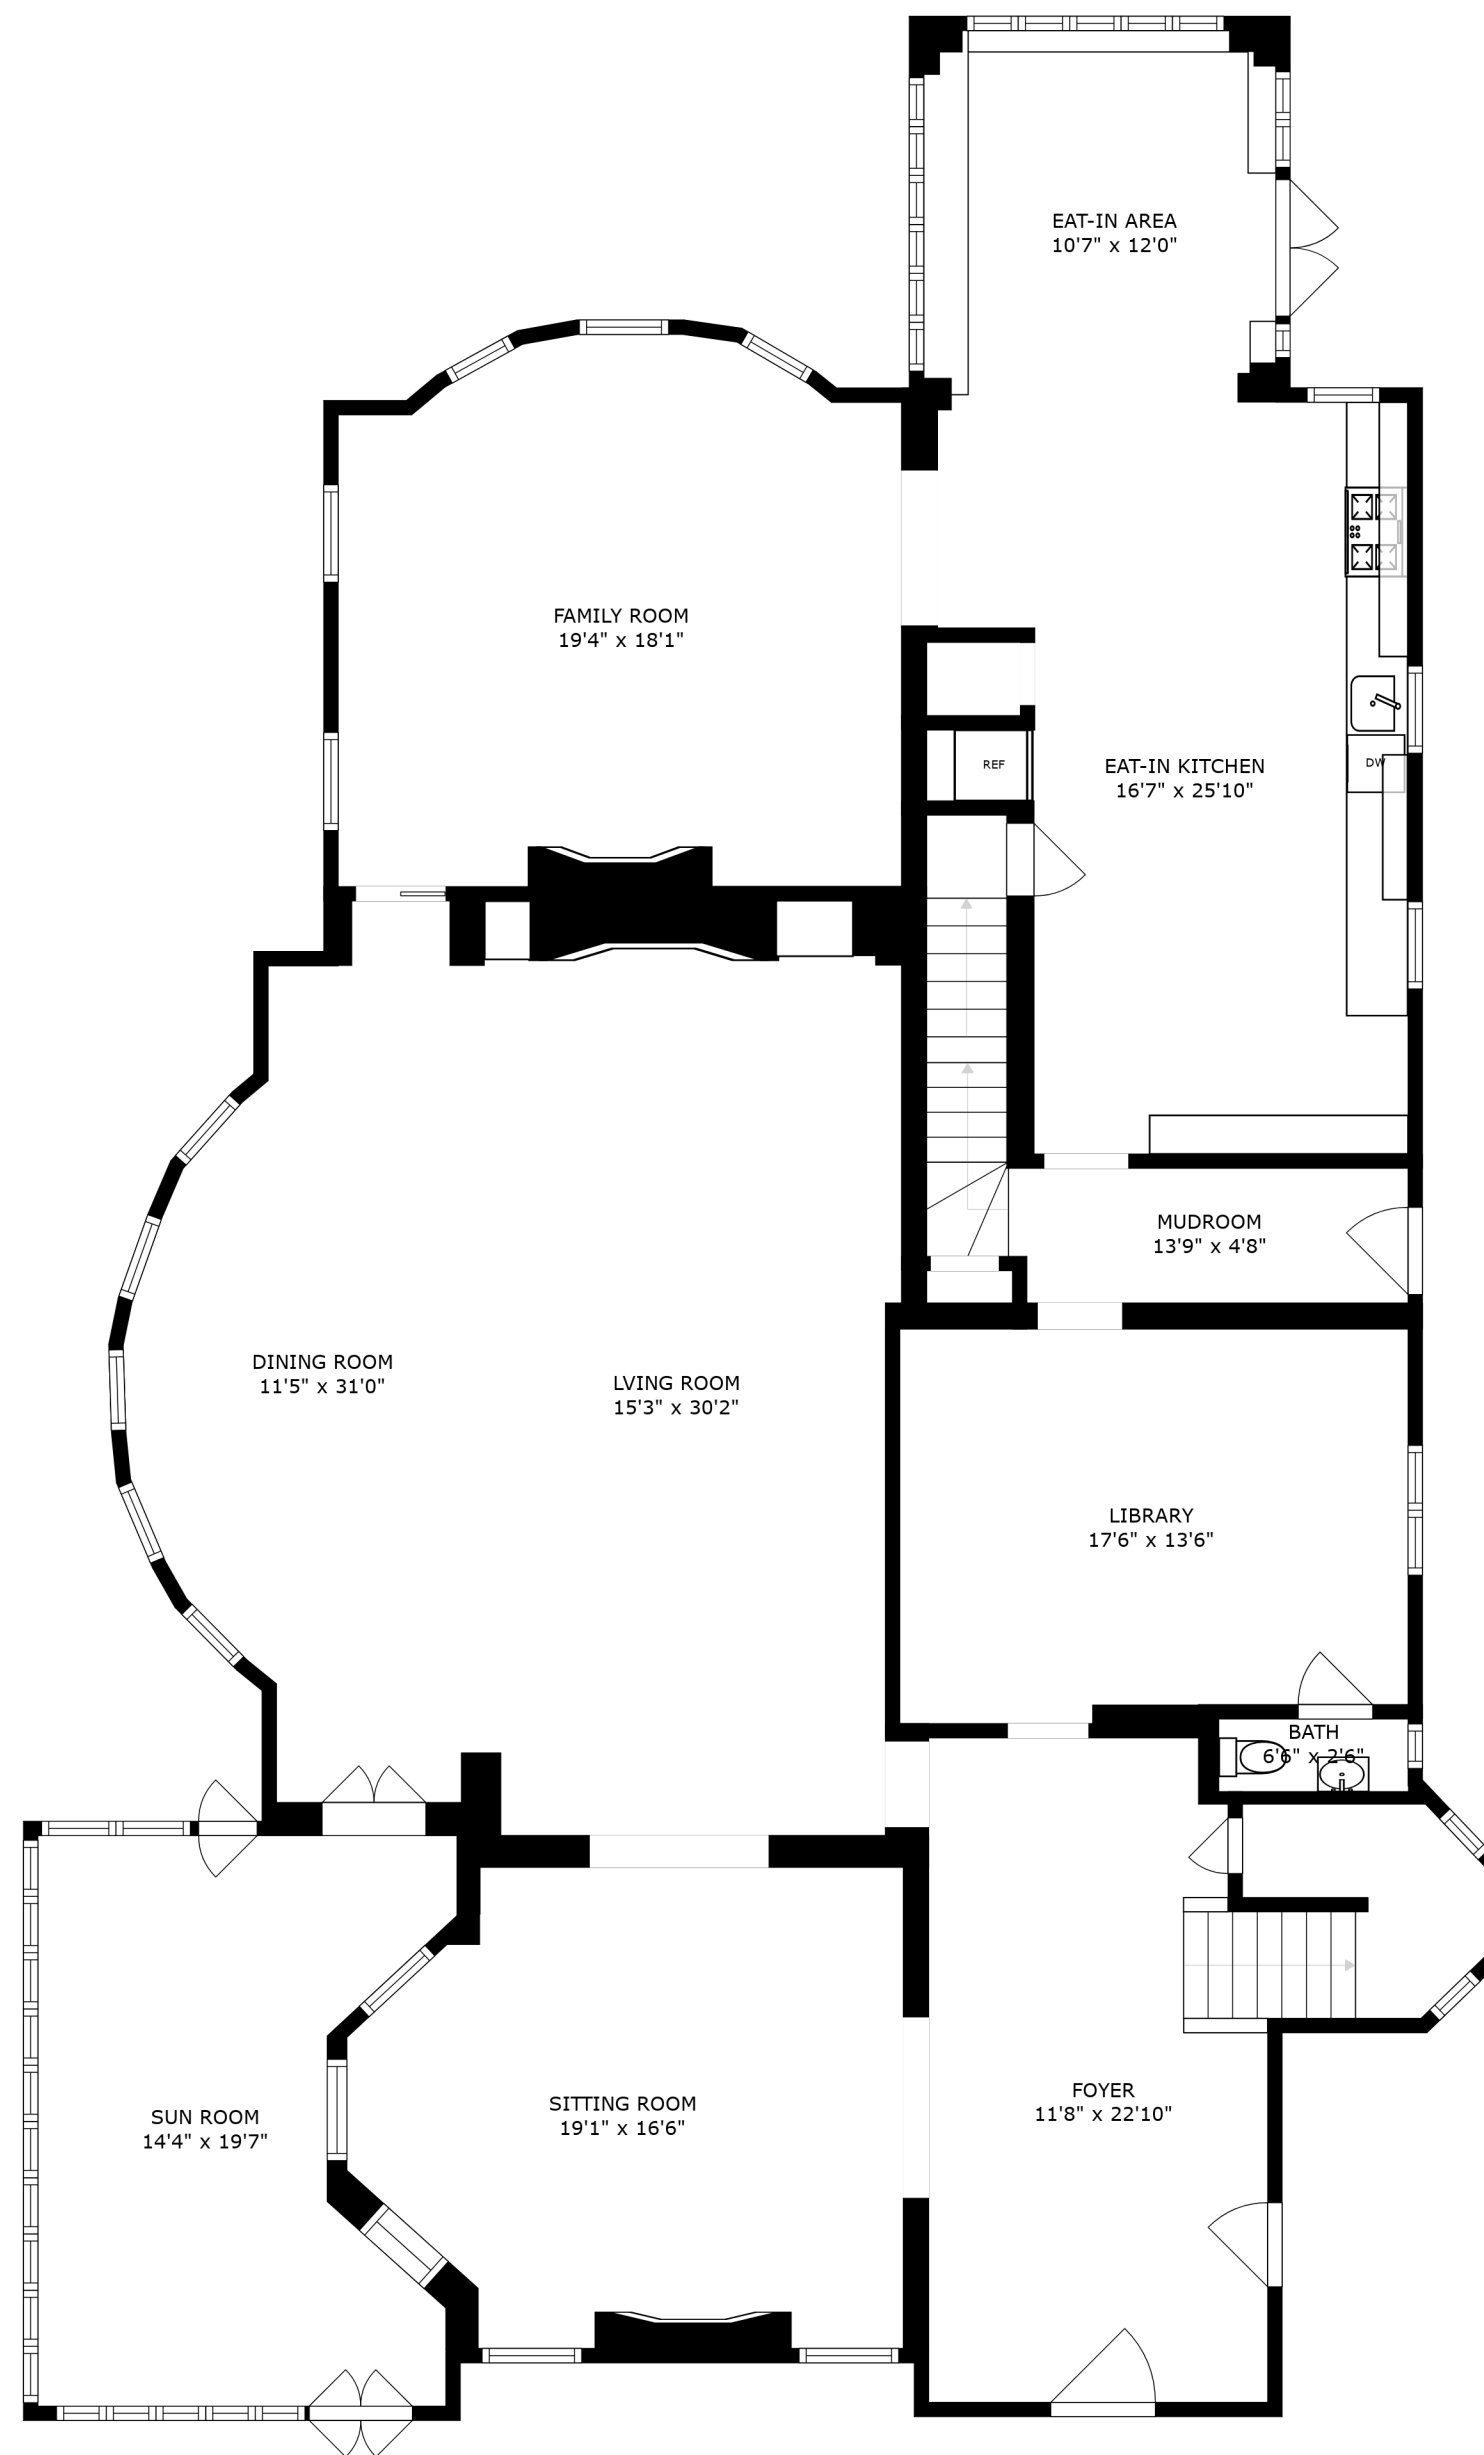 EAT-IN AREA
10'7" x 12'0"
FAMILY ROOM
19'4" x 18'1"
REF
EAT-IN KITCHEN
16'7" x 25'10"
DW
MUDROOM
13'9" x 4'8"
DINING ROOM
11'5" x 31'0"
LVING ROOM
15'3" x 30'2"
LIBRARY
17'6" x 13'6"
BATH
6'6" x 2'6"
SUN ROOM
14'4" x 19'7"
SITTING ROOM
19'1" x 16'6"
FOYER
11'8" x 22'10"